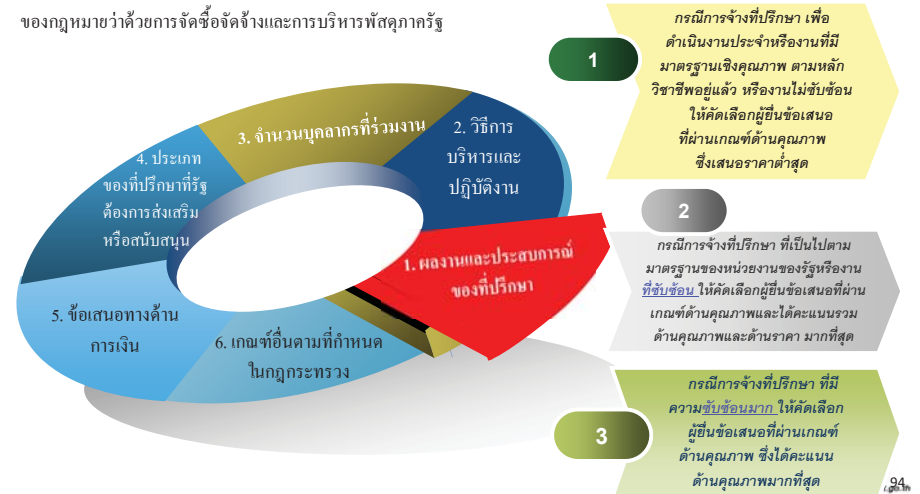 ของกฎหมายว่าด้วยการจัดซื้อจัดจ้างและการบริหารพัสดุภาครัฐ
1. ผลงานและประสบการณ์
ของที่ปรึกษา
2. วิธีการ
บริหารและ
ปฏิบัติงาน
3. จำนวนบุคลากรที่ร่วมงาน
4. ประเภท
ของที่ปรึกษาที่รัฐ
ต้องการส่งเสริม
หรือสนับสนุน
5. ข้อเสนอทางด้าน
การเงิน
6. เกณฑ์อื่นตามที่กำหนด
ในกฎกระทรวง
1
กรณีการจ้างที่ปรึกษา เพื่อ
ดำเนินงานประจำหรืองานที่มี
มาตรฐานเชิงคุณภาพ ตามหลัก
วิชาชีพอยู่แล้ว หรืองานไม่ซับซ้อน
ให้คัดเลือกผู้ยื่นข้อเสนอ
ที่ผ่านเกณฑ์ด้านคุณภาพ
ซึ่งเสนอราคาต่ำสุด
2
กรณีการจ้างที่ปรึกษา ที่เป็นไปตาม
มาตรฐานของหน่วยงานของรัฐหรืองาน
ที่ซับซ้อน ให้คัดเลือกผู้ยื่นข้อเสนอที่ผ่าน
เกณฑ์ด้านคุณภาพและได้คะแนนรวม
ด้านคุณภาพและด้านราคา มากที่สุด
3
กรณีการจ้างที่ปรึกษา ที่มี
ความซับซ้อนมาก ให้คัดเลือก
ผู้ยื่นข้อเสนอที่ผ่านเกณฑ์
ด้านคุณภาพ ซึ่งได้คะแนน
ด้านคุณภาพมากที่สุด
94